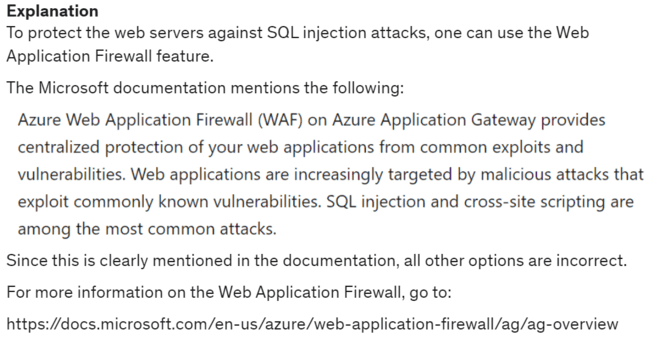 Explanation
To protect the web servers against SQL injection attacks, one can use the Web
Application Firewall feature.
The Microsoft documentation mentions the following:
Azure Web Application Firewall (WAF) on Azure Application Gateway provides
centralized protection of your web applications from common exploits and
vulnerabilities. Web applications are increasingly targeted by malicious attacks that
exploit commonly known vulnerabilities. SQL injection and cross-site scripting are
among the most common attacks.
Since this is clearly mentioned in the documentation, all other options are incorrect.
For more information on the Web Application Firewall, go to:
https://docs.microsoft.com/en-us/azure/web-application-firewall/ag/ag-overview